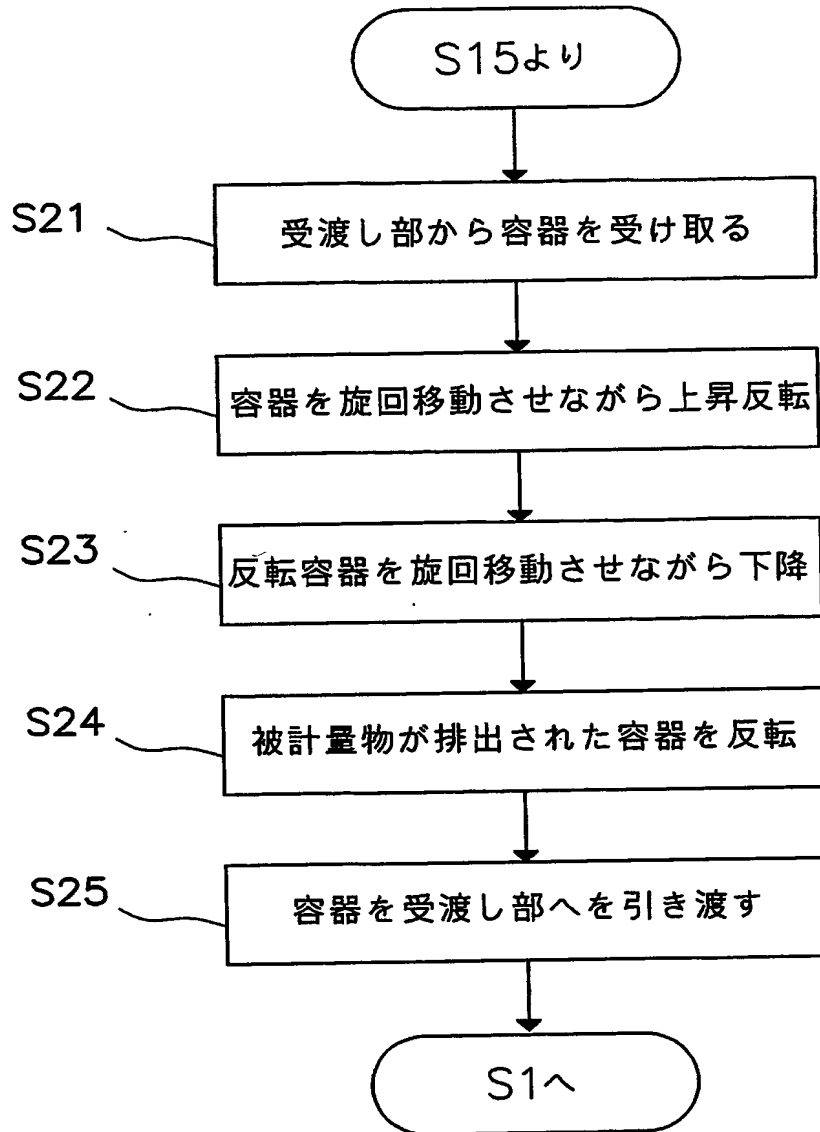 S15より
S21
受渡し部から容器を受け取る
S22
容器を旋回移動させながら上昇反転
S23
反転容器を旋回移動させながら下降
S24
被計量物が排出された容器を反転
S25
容器を受渡し部へを引き渡す
S1へ